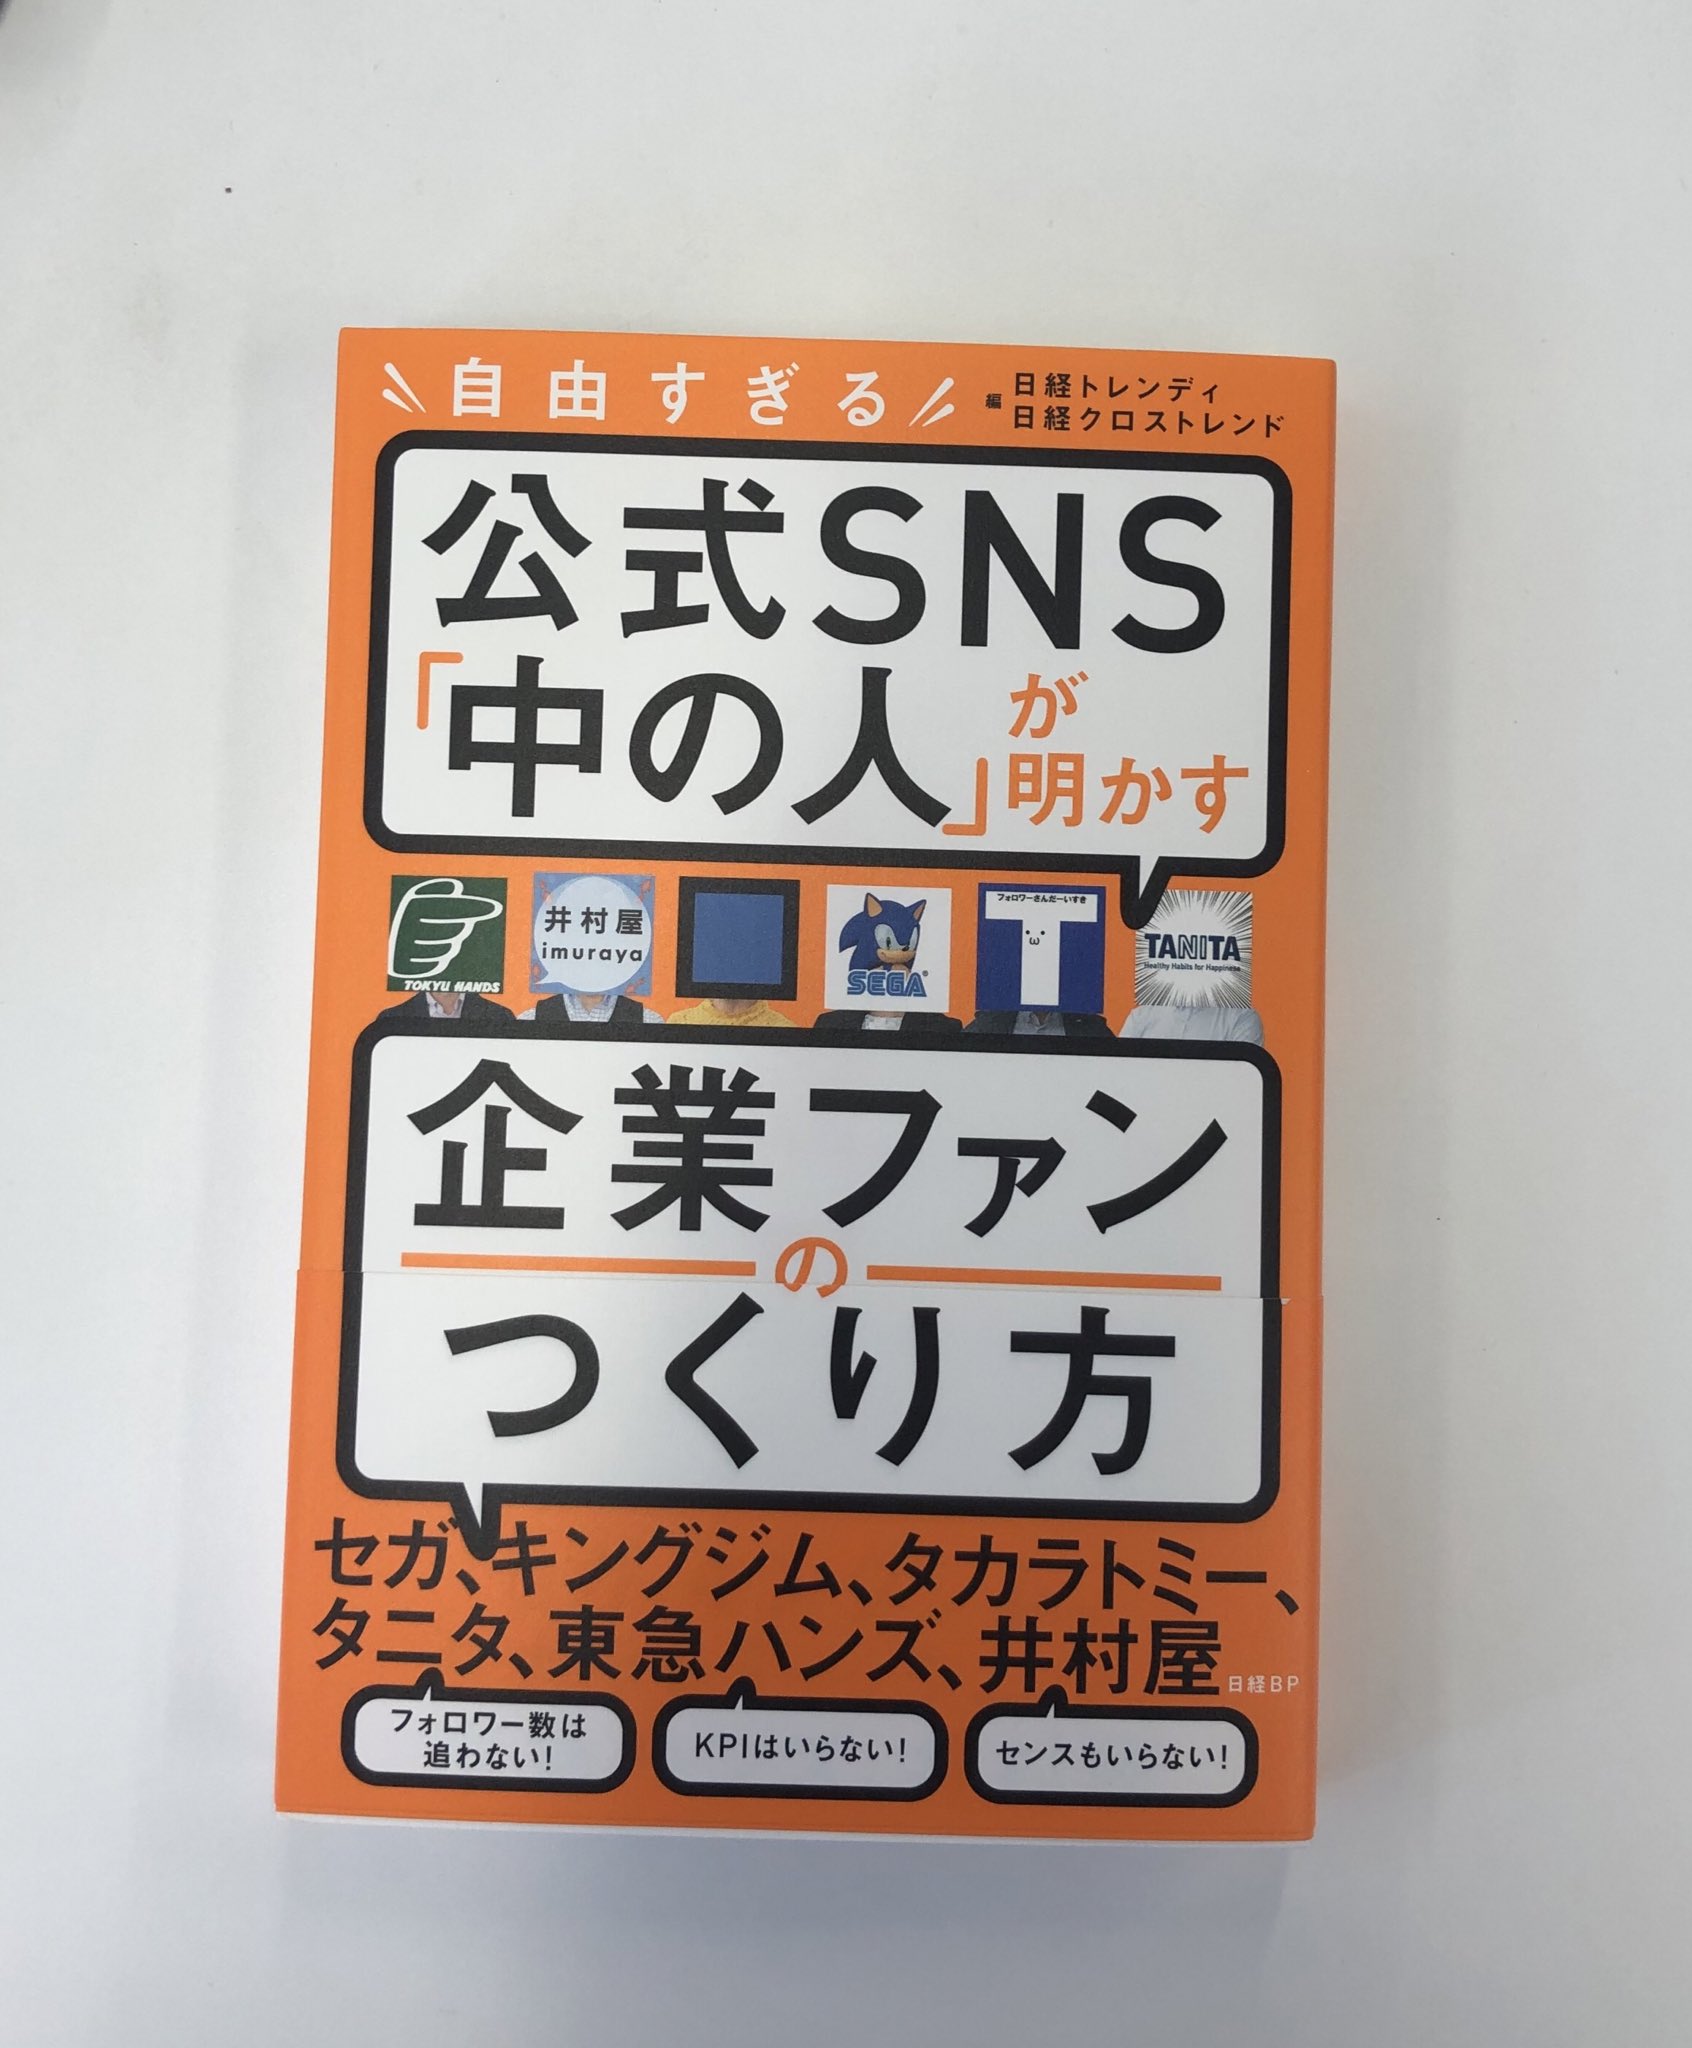 自由すぎる
編 日経トレンディ
日経クロストレンド
公式SNS
「中の人」が明かす
TOKYU HANDS
井村屋
imuraya
SEGA®
フォロワーさんだーいすき
T
TANITA
Healthy Habits for Happiness
企業ファン
の
つくり方
セガ、キングジム、タカラトミー、
タニタ、東急ハンズ、井村屋
日経BP
フォロワー数は
追わない!
KPIはいらない!
センスもいらない!